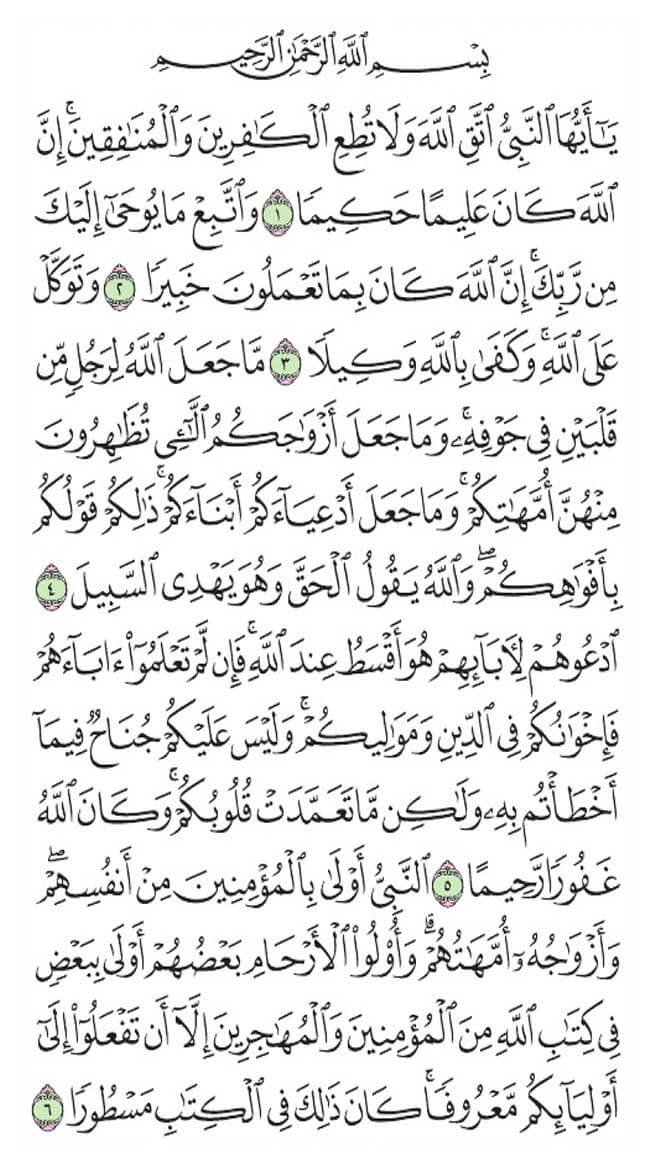 بِسْمِ ٱللَّهِ ٱلرَّحْمَٰنِ ٱلرَّحِيمِ
يَـٰٓأَيُّهَا ٱلنَّبِىُّ ٱتَّقِ ٱللَّهَ وَلَا تُطِعِ ٱلْكَـٰفِرِينَ وَٱلْمُنَـٰفِقِينَۚ إِنَّ
ٱللَّهَ كَانَ عَلِيمًا حَكِيمًا ١ وَٱتَّبِعْ مَا يُوحَىٰٓ إِلَيْكَ
مِن رَّبِّكَۚ إِنَّ ٱللَّهَ كَانَ بِمَا تَعْمَلُونَ خَبِيرًا ٢ وَتَوَكَّلْ
عَلَى ٱللَّهِۚ وَكَفَىٰ بِٱللَّهِ وَكِيلًا ٣ مَّا جَعَلَ ٱللَّهُ لِرَجُلٍ مِّن
قَلْبَيْنِ فِى جَوْفِهِۦۚ وَمَا جَعَلَ أَزْوَٰجَكُمُ ٱلَّـٰٓـِٔى تُظَـٰهِرُونَ
مِنْهُنَّ أُمَّهَـٰتِكُمْۚ وَمَا جَعَلَ أَدْعِيَآءَكُمْ أَبْنَآءَكُمْۚ ذَٰلِكُمْ قَوْلُكُم
بِأَفْوَٰهِكُمْۖ وَٱللَّهُ يَقُولُ ٱلْحَقَّ وَهُوَ يَهْدِى ٱلسَّبِيلَ ٤
ٱدْعُوهُمْ لِـَٔابَآئِهِمْ هُوَ أَقْسَطُ عِندَ ٱللَّهِۚ فَإِن لَّمْ تَعْلَمُوٓا۟ ءَابَآءَهُمْ
فَإِخْوَٰنُكُمْ فِى ٱلدِّينِ وَمَوَٰلِيكُمْۚ وَلَيْسَ عَلَيْكُمْ جُنَاحٌ فِيمَآ
أَخْطَأْتُم بِهِۦ وَلَـٰكِن مَّا تَعَمَّدَتْ قُلُوبُكُمْۚ وَكَانَ ٱللَّهُ
غَفُورًا رَّحِيمًا ٥ ٱلنَّبِىُّ أَوْلَىٰ بِٱلْمُؤْمِنِينَ مِنْ أَنفُسِهِمْۖ
وَأَزْوَٰجُهُۥٓ أُمَّهَـٰتُهُمْۗ وَأُو۟لُوا۟ ٱلْأَرْحَامِ بَعْضُهُمْ أَوْلَىٰ بِبَعْضٍ
فِى كِتَـٰبِ ٱللَّهِ مِنَ ٱلْمُؤْمِنِينَ وَٱلْمُهَـٰجِرِينَ إِلَّآ أَن تَفْعَلُوٓا۟ إِلَىٰٓ
أَوْلِيَآئِكُم مَّعْرُوفًاۚ كَانَ ذَٰلِكَ فِى ٱلْكِتَـٰبِ مَسْطُورًا ٦